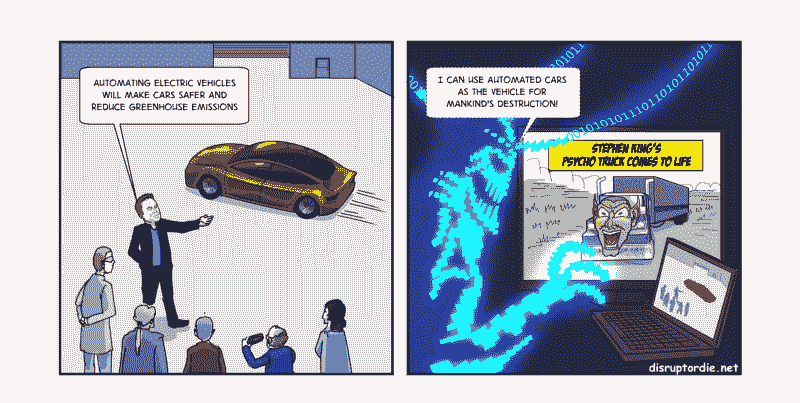 AUTOMATING ELECTRIC VEHICLES
WILL MAKE CARS SAFER AND
REDUCE GREENHOUSE EMISSIONS
I CAN USE AUTOMATED CARS
AS THE VEHICLE FOR
MANKIND'S DESTRUCTION!
STEPHEN KING'S
PSYCHO TRUCK COMES TO LIFE
disruptordie.net